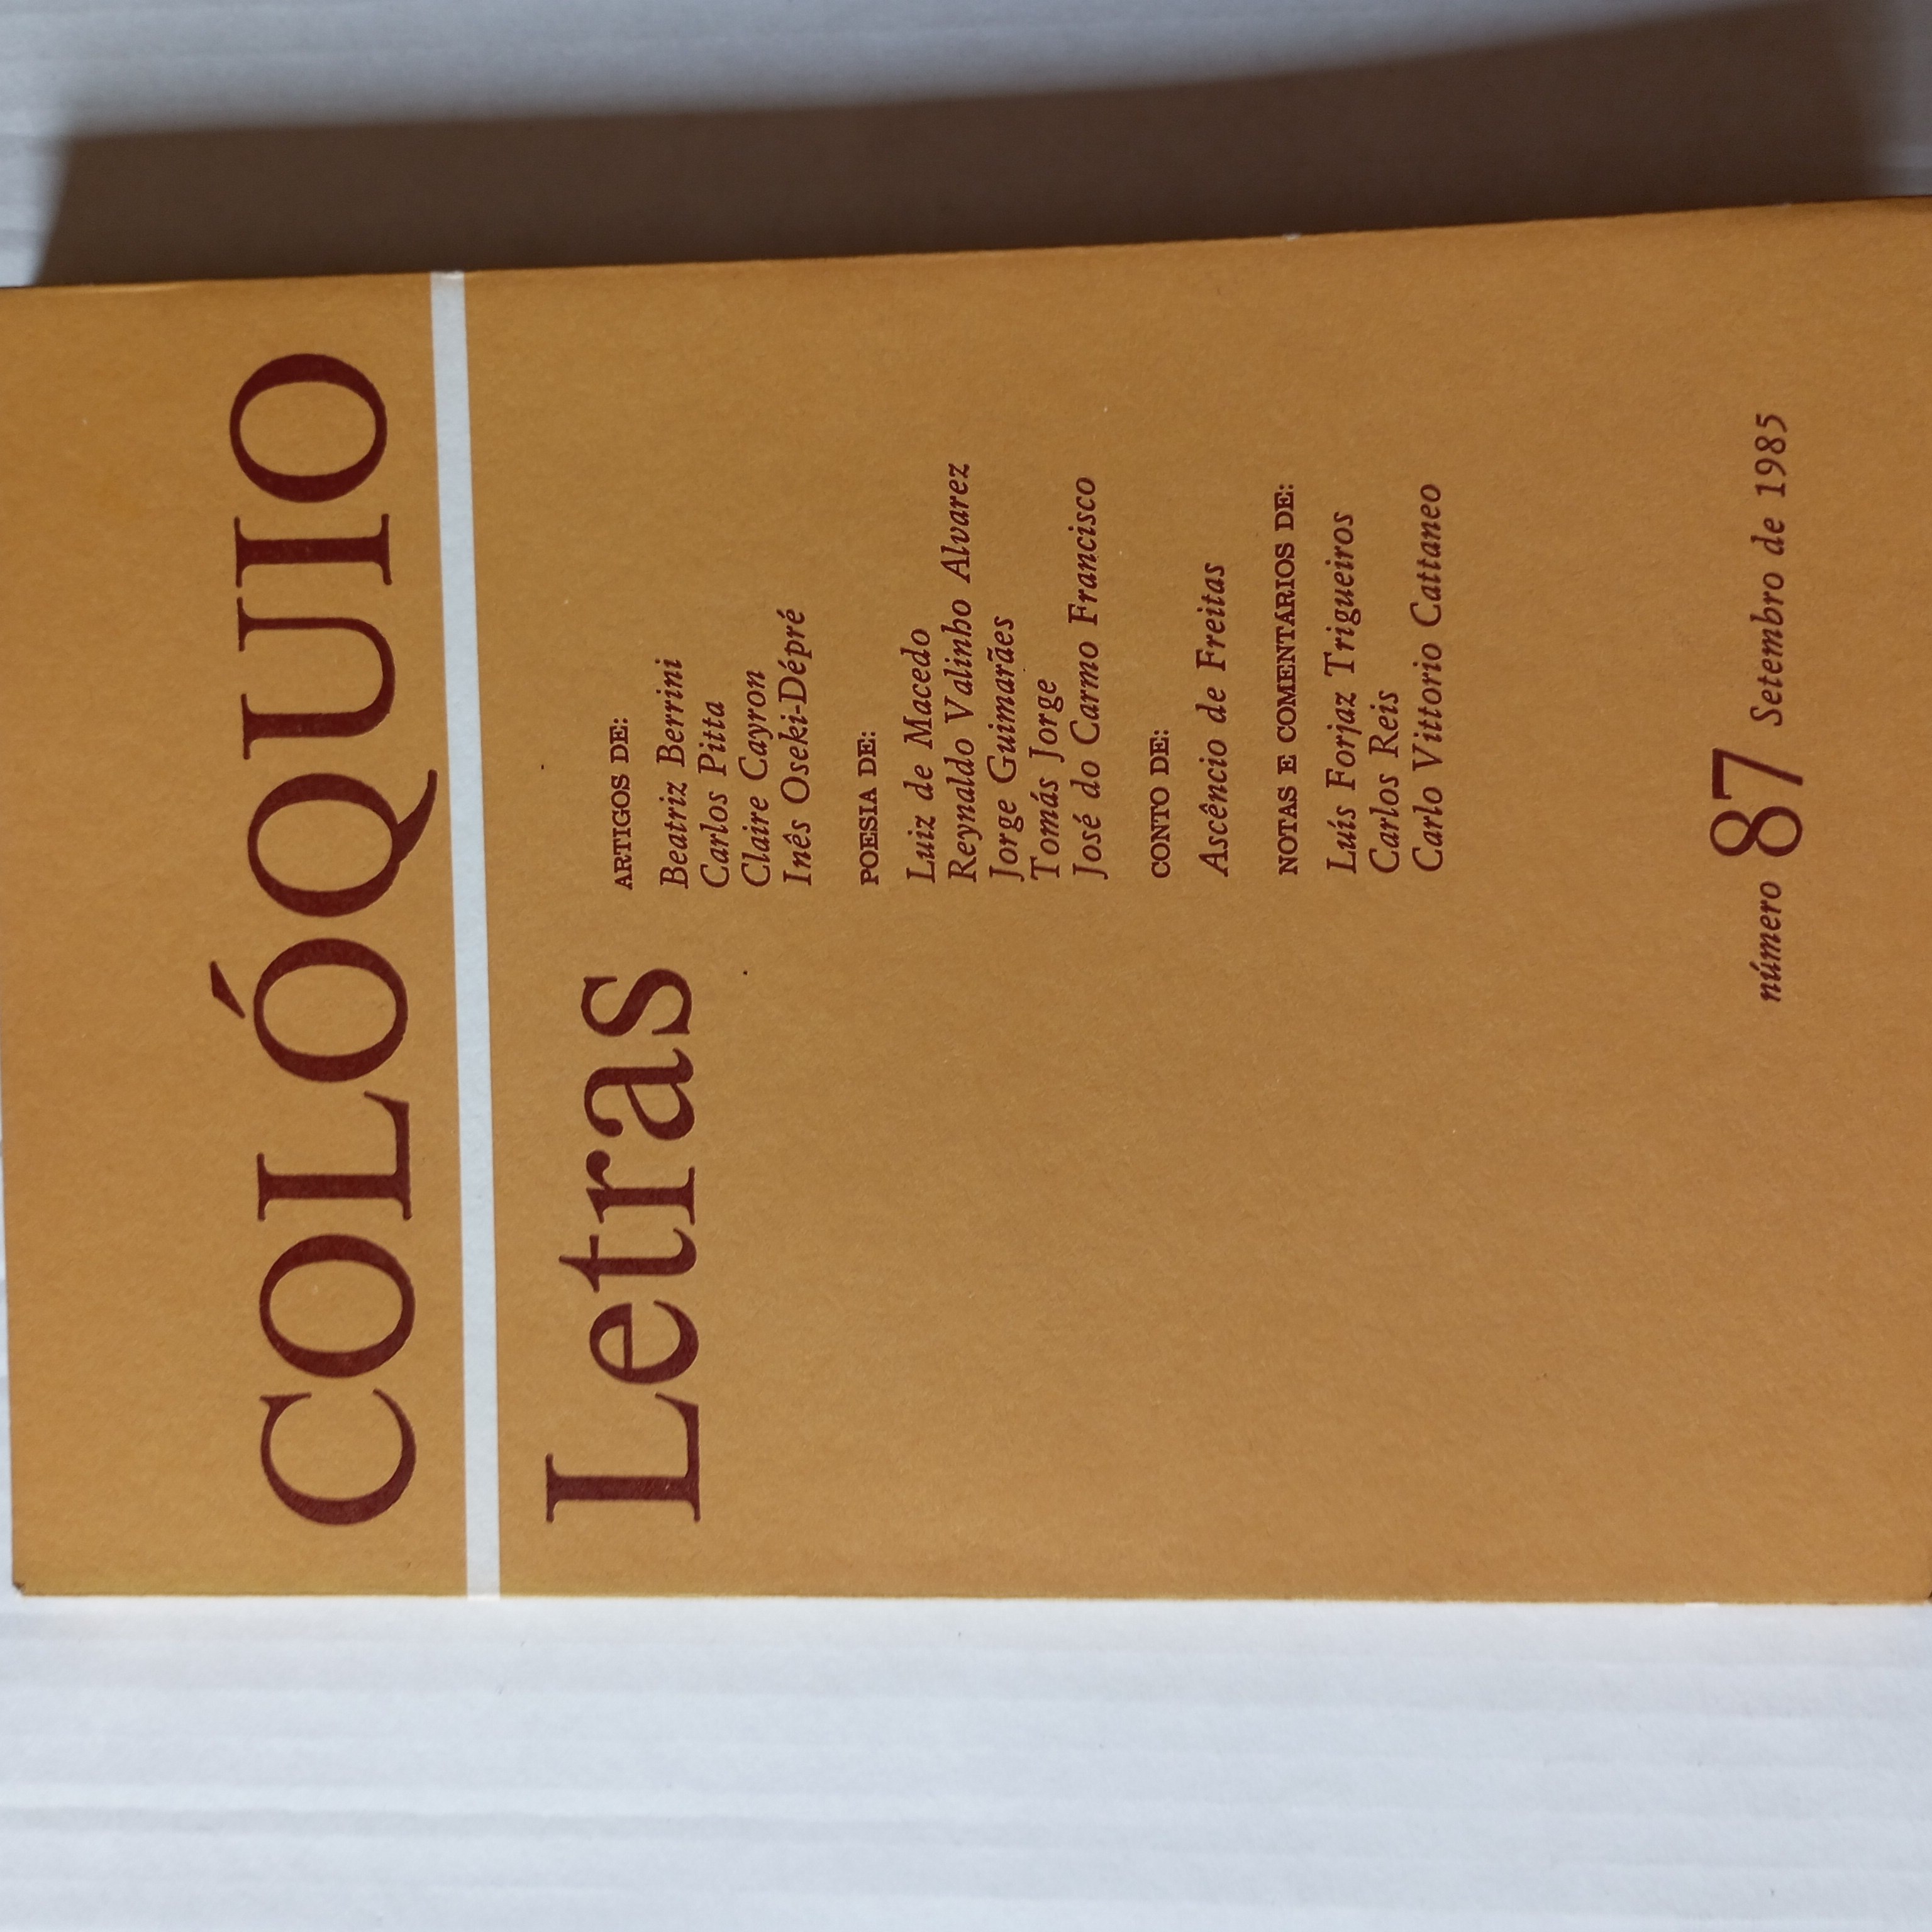 COLÓQUIO
Letras
ARTIGOS DE:
Beatriz Berrini
Carlos Pitta
Claire Cayron
Inês Oseki-Dépré
POESIA DE:
Luiz de Macedo
Reynaldo Valinho Alvarez
Jorge Guimarães
Tomás Jorge
José do Carmo Francisco
CONTO DE:
Ascêncio de Freitas
NOTAS E COMENTÁRIOS DE:
Luís Forjaz Trigueiros
Carlos Reis
Carlo Vittorio Cattaneo
número 87 Setembro de 1985